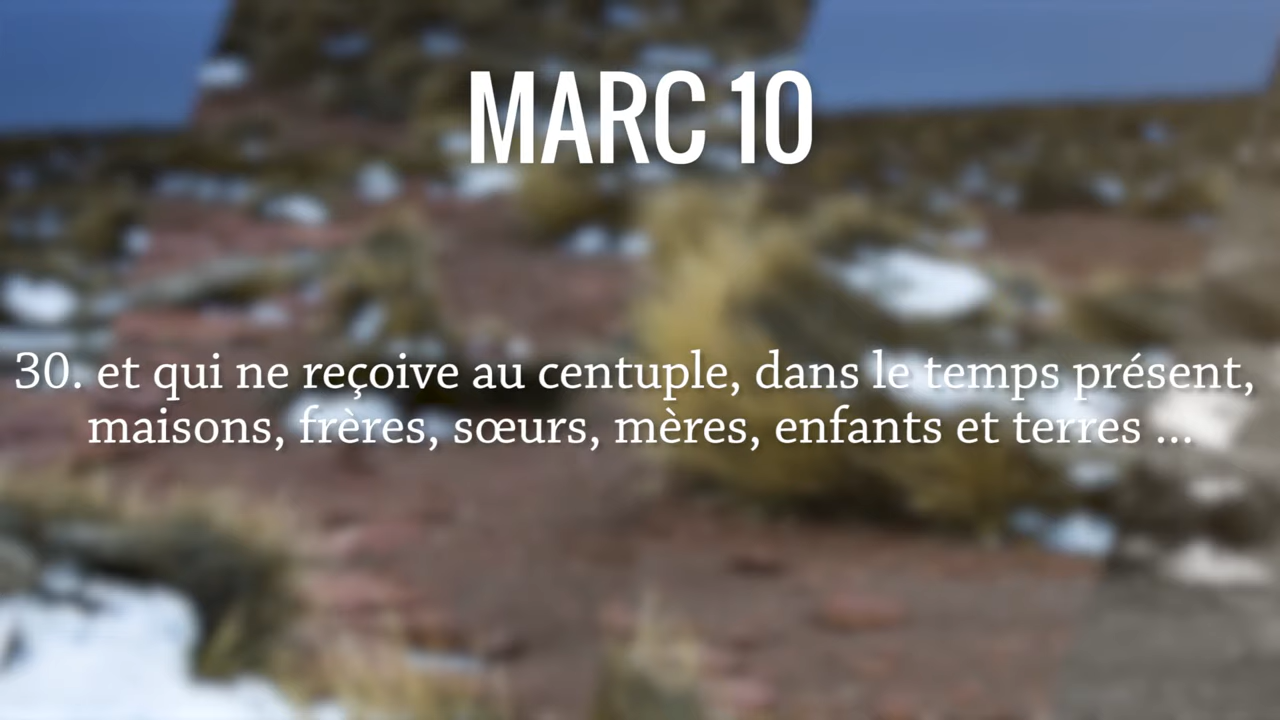 MARC 10
30. et qui ne reçoive au centuple, dans le temps présent,
maisons, frères, sœurs, mères, enfants et terres ...